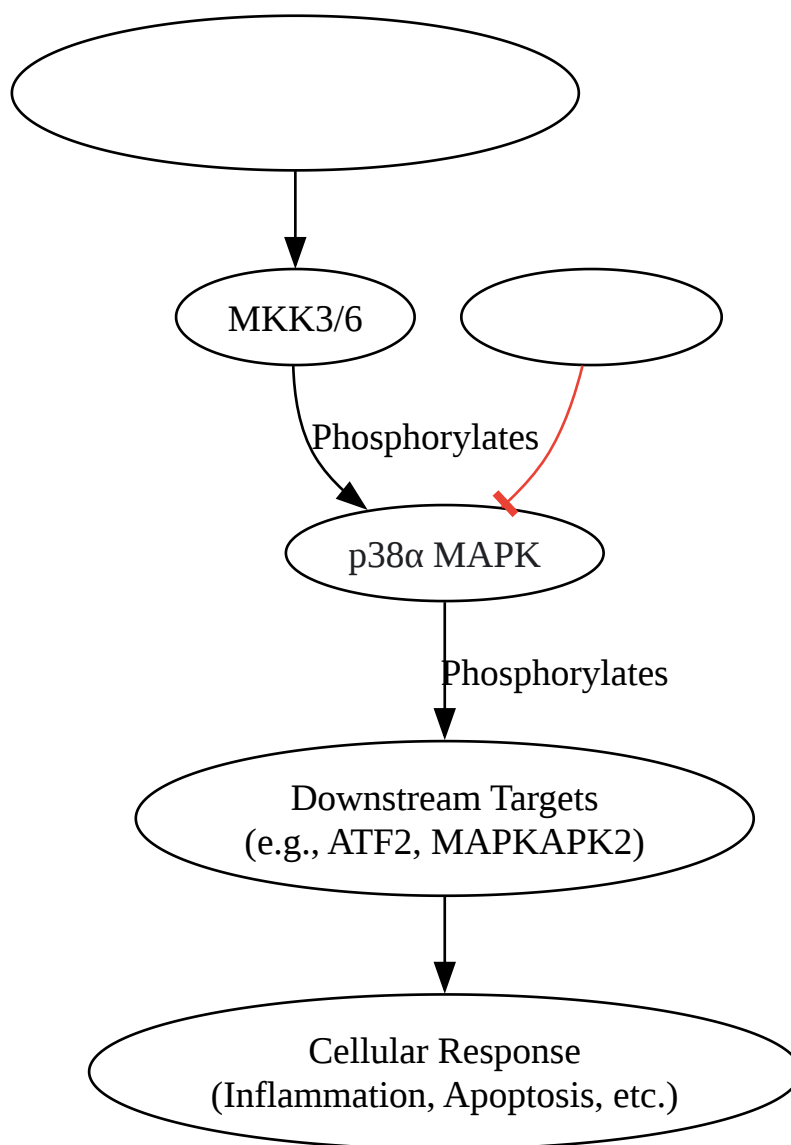 MKK3/6
Phosphorylates
p38α MAPK
Phosphorylates
Downstream Targets
(e.g., ATF2, MAPKAPK2)
Cellular Response
(Inflammation, Apoptosis, etc.)